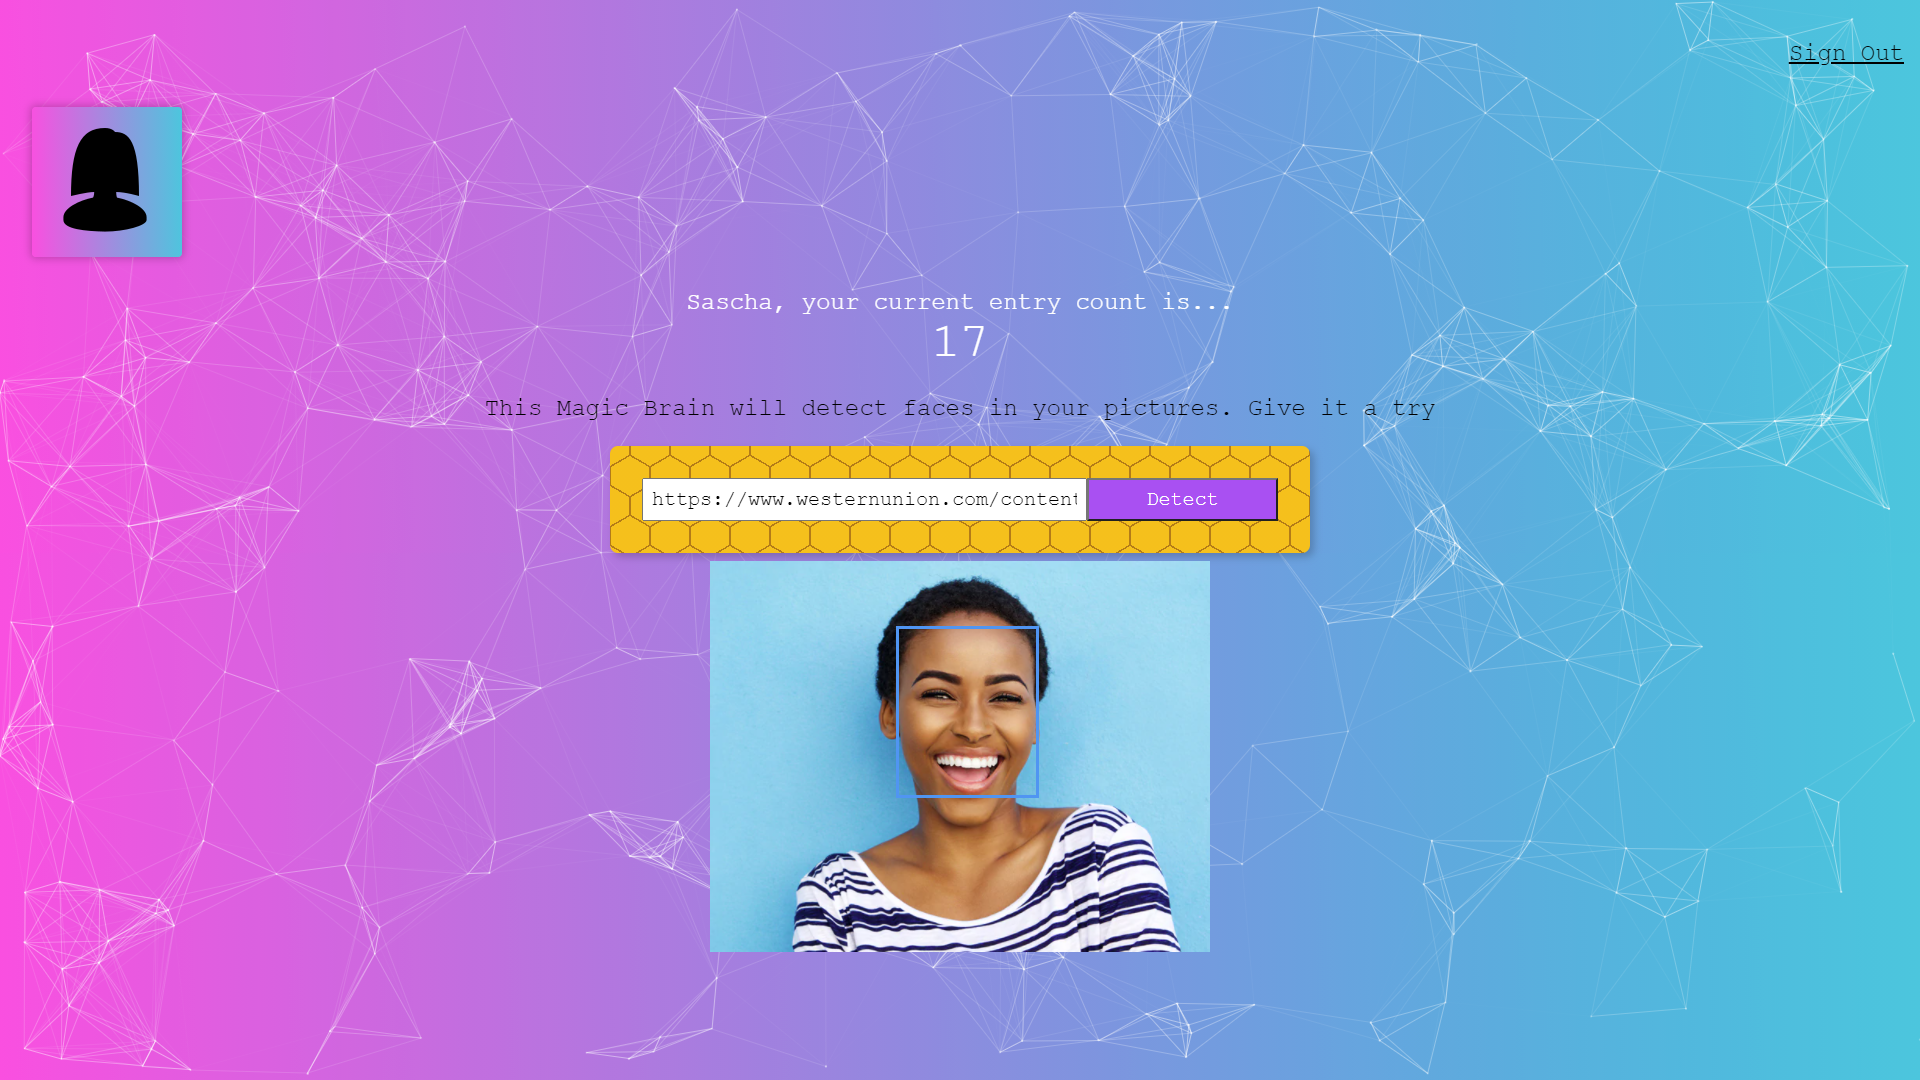 Sign Out
Sascha, your current entry count is...
17
This Magic Brain will detect faces in your pictures. Give it a try
https://www.westernunion.com/content
Detect